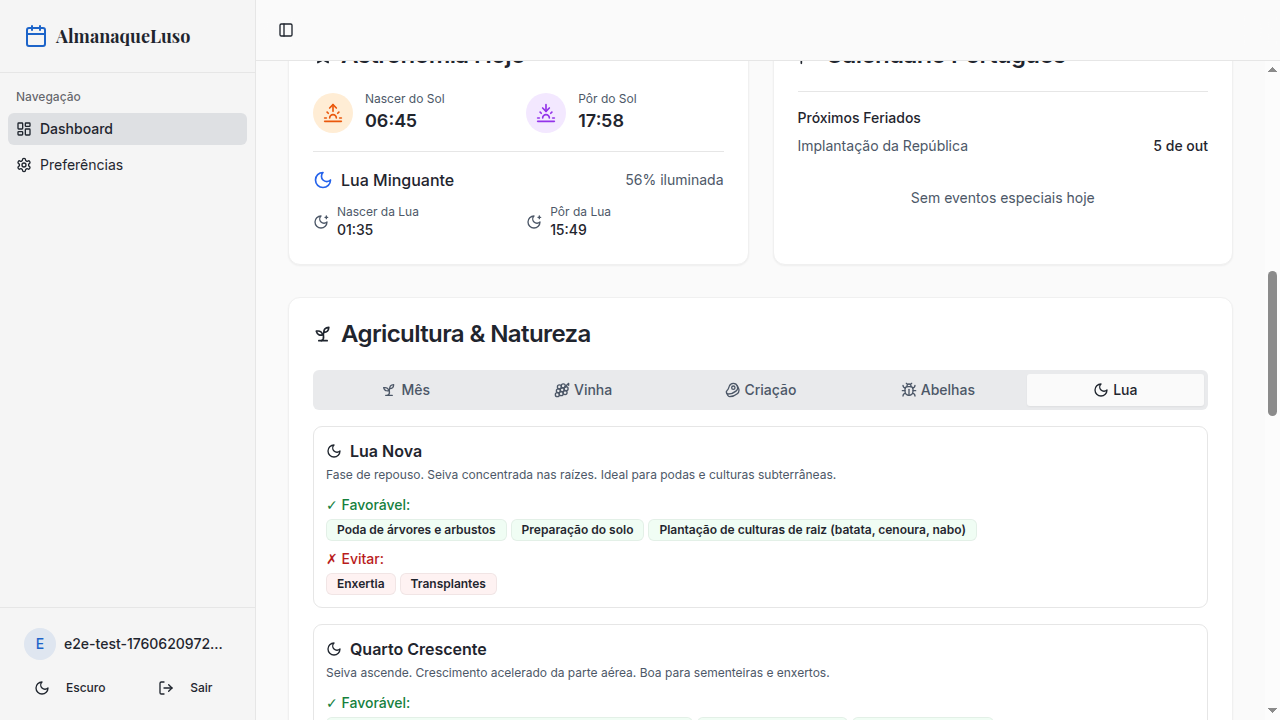 AlmanaqueLuso
Navegação
Dashboard
Preferências
e2e-test-1760620972...
Escuro
Sair
Astronomia Hoje
Nascer do Sol
06:45
Pôr do Sol
17:58
Lua Minguante
56% iluminada
Nascer da Lua
01:35
Pôr da Lua
15:49
Calendário Português
Próximos Feriados
Implantação da República
5 de out
Sem eventos especiais hoje
Agricultura & Natureza
Mês
Vinha
Criação
Abelhas
Lua
Lua Nova
Fase de repouso. Seiva concentrada nas raízes. Ideal para podas e culturas subterrâneas.
✓ Favorável:
Poda de árvores e arbustos
Preparação do solo
Plantação de culturas de raiz (batata, cenoura, nabo)
✗ Evitar:
Enxertia
Transplantes
Quarto Crescente
Seiva ascende. Crescimento acelerado da parte aérea. Boa para sementeiras e enxertos.
✓ Favorável: